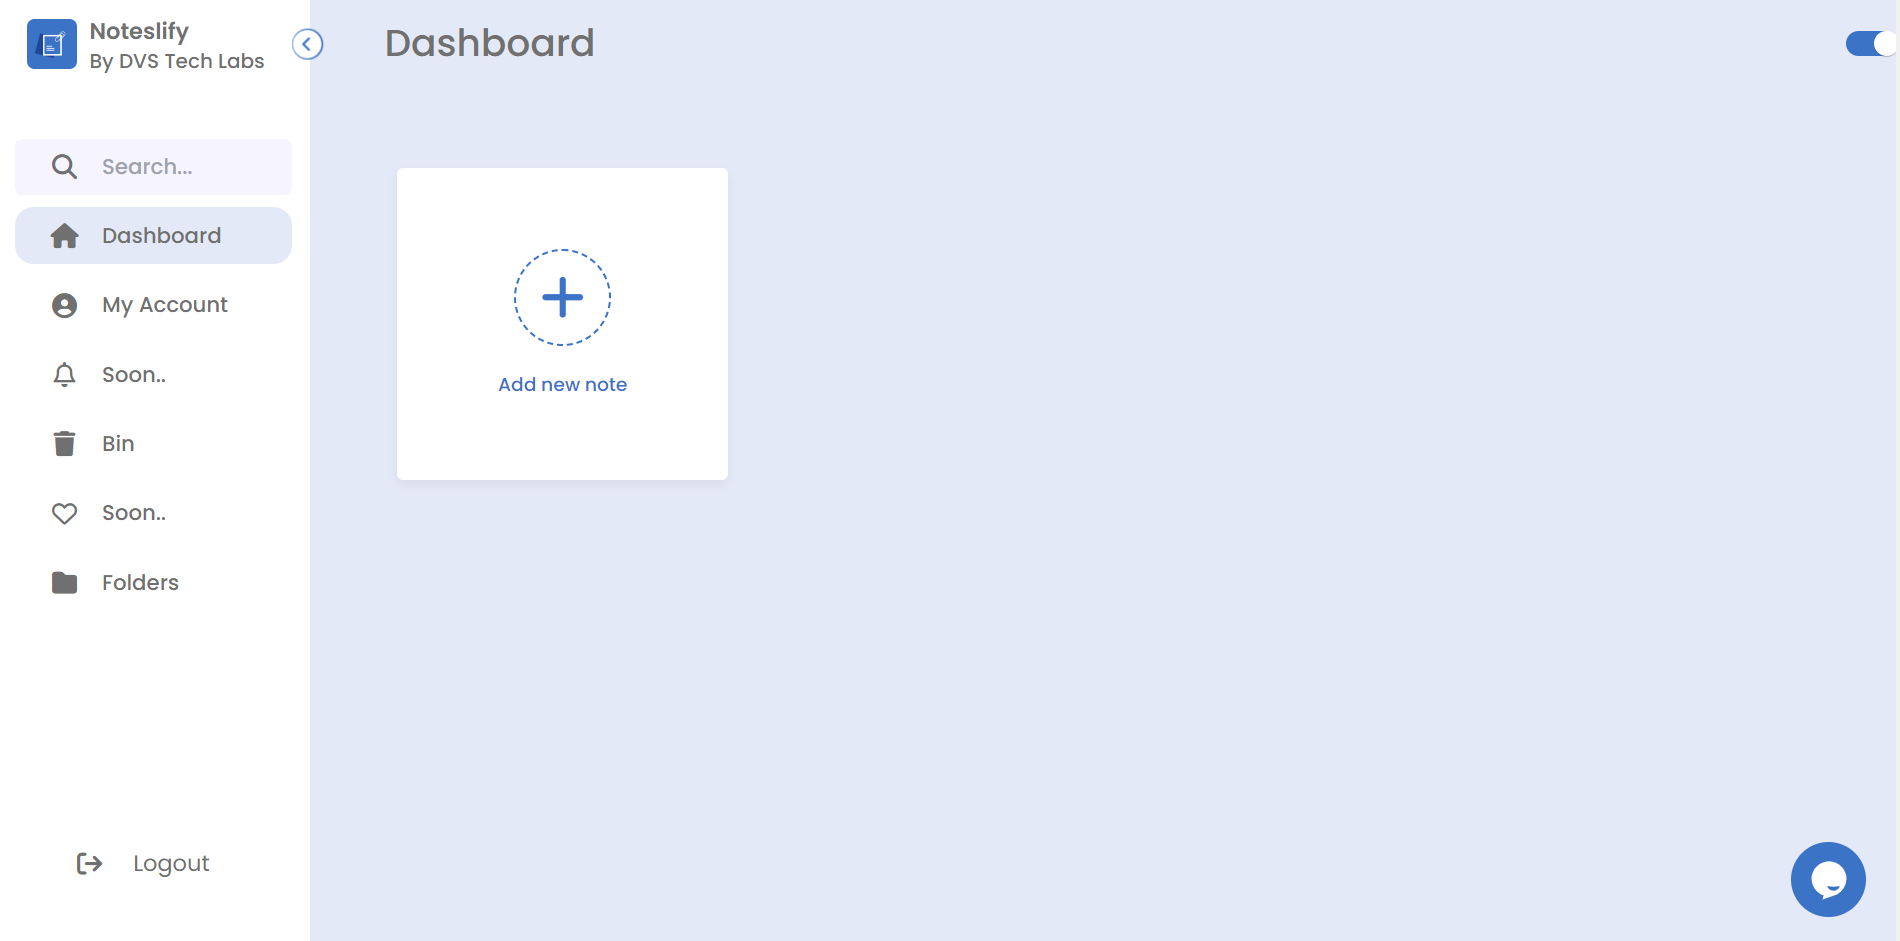 Noteslify
By DVS Tech Labs
Dashboard
Search...
Dashboard
My Account
Soon..
Bin
Soon..
Folders
Add new note
Logout